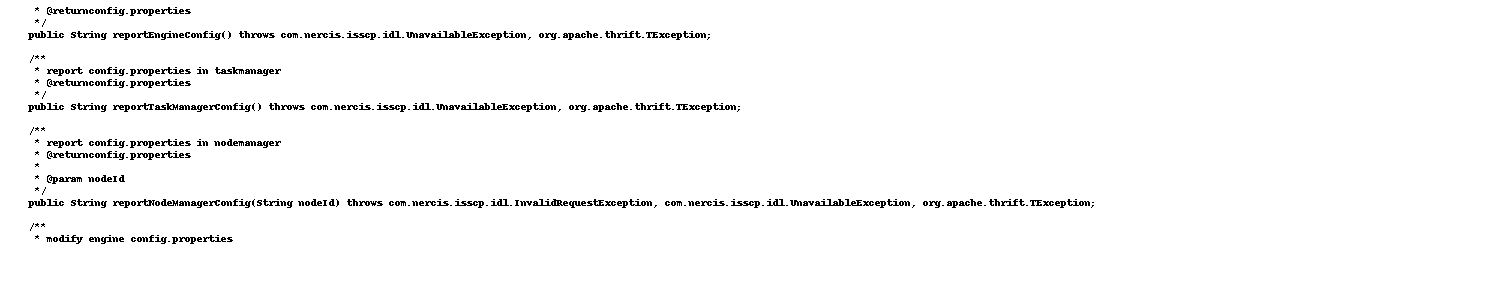 * @returnconfig.properties
 */
public String reportEngineConfig() throws com.nercis.isscp.idl.UnavailableException, org.apache.thrift.TException;
/**
 * report config.properties in taskmanager
 * @returnconfig.properties
 */
public String reportTaskManagerConfig() throws com.nercis.isscp.idl.UnavailableException, org.apache.thrift.TException;
/**
 * report config.properties in nodemanager
 * @returnconfig.properties
 *
 * @param nodeId
 */
public String reportNodeManagerConfig(String nodeId) throws com.nercis.isscp.idl.InvalidRequestException, com.nercis.isscp.idl.UnavailableException, org.apache.thrift.TException;
/**
 * modify engine config.properties